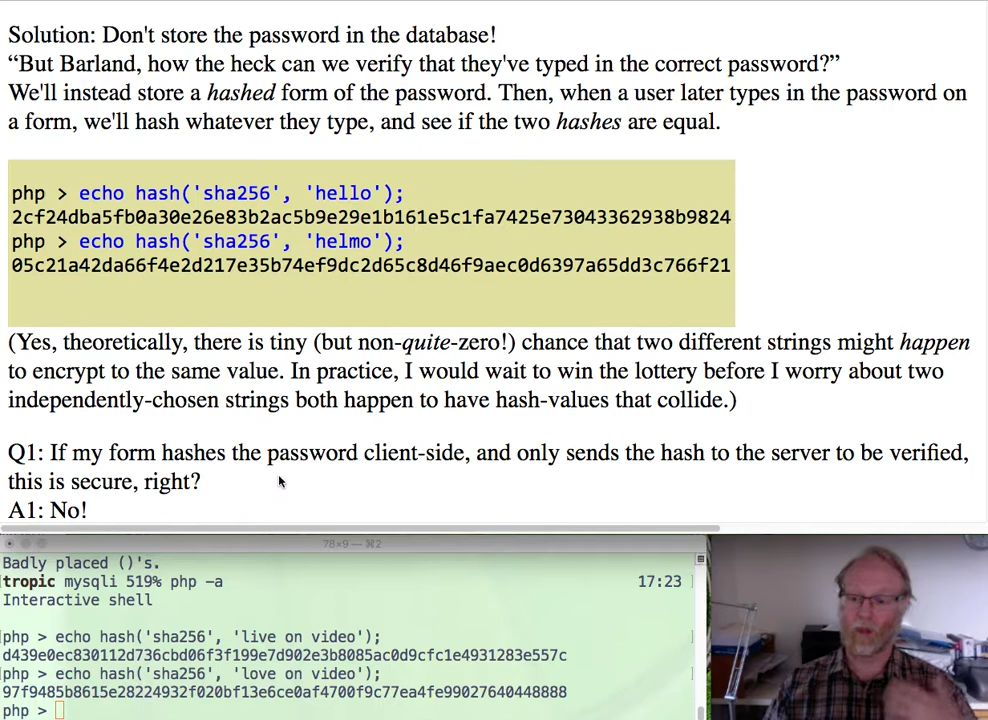 Solution: Don't store the password in the database!
“But Barland, how the heck can we verify that they've typed in the correct password?”
We'll instead store a hashed form of the password. Then, when a user later types in the password on
a form, we'll hash whatever they type, and see if the two hashes are equal.
php > echo hash('sha256', 'hello');
2cf24dba5fb0a30e26e83b2ac5b9e29e1b161e5c1fa7425e73043362938b9824
php > echo hash('sha256', 'helmo');
05c21a42da66f4e2d217e35b74ef9dc2d65c8d46f9aec0d6397a65dd3c766f21
(Yes, theoretically, there is tiny (but non-quite-zero!) chance that two different strings might happen
to encrypt to the same value. In practice, I would wait to win the lottery before I worry about two
independently-chosen strings both happen to have hash-values that collide.)
Q1: If my form hashes the password client-side, and only sends the hash to the server to be verified,
this is secure, right?
A1: No!
78×9 — ⌘2
Badly placed ()'s.
tropic mysqli 519% php -a 17:23
Interactive shell
php > echo hash('sha256', 'live on video');
d439e0ec830112d736cbd06f3f199e7d902e3b8085ac0d9cfc1e4931283e557c
php > echo hash('sha256', 'love on video');
97f9485b8615e28224932f020bf13e6ce0af4700f9c77ea4fe99027640448888
php >